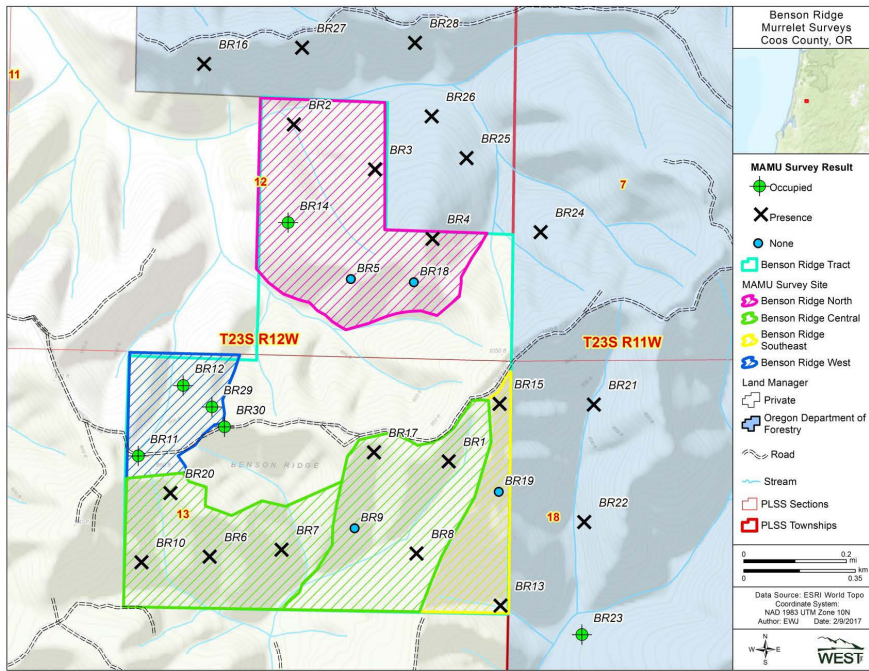 Benson Ridge
Murrelet Surveys
Coos County, OR
MAMU Survey Result
Occupied
Presence
None
Benson Ridge Tract
MAMU Survey Site
Benson Ridge North
Benson Ridge Central
Benson Ridge
Southeast
Benson Ridge West
Land Manager
Private
Oregon Department of
Forestry
Road
Stream
PLSS Sections
PLSS Townships
0 0.2
mi
km
0 0.35
Data Source: ESRI World Topo
Coordinate System:
NAD 1983 UTM Zone 10N
Author: EWJ Date: 2/9/2017
N
W E
S
WEST
BR16
BR27
BR28
11
BR2
BR26
BR25
BR3
12
7
BR14
BR4
BR24
BR5
BR18
T23S R12W
T23S R11W
BR12
BR29
BR30
BR15
BR21
BR11
BR17
BR1
BENSON RIDGE
BR20
BR19
13
18
BR22
BR9
BR10
BR6
BR7
BR8
BR13
BR23